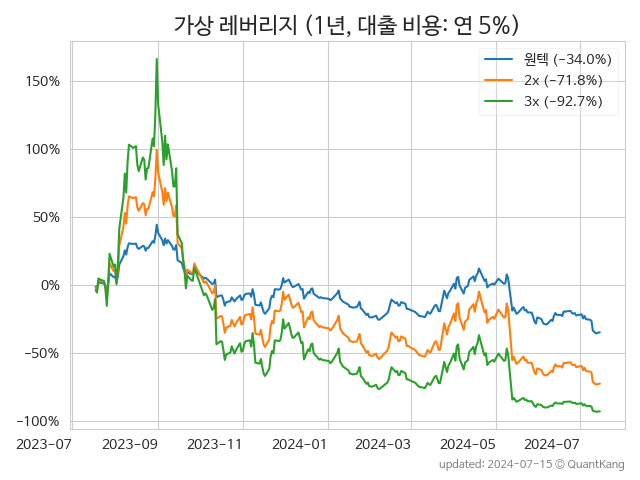 가상 레버리지 (1년, 대출 비용: 연 5%)
원텍 (-34.0%)
2x (-71.8%)
3x (-92.7%)
150%
100%
50%
0%
-50%
-100%
2023-07 2023-09 2023-11 2024-01 2024-03 2024-05 2024-07
updated: 2024-07-15 © QuantKang